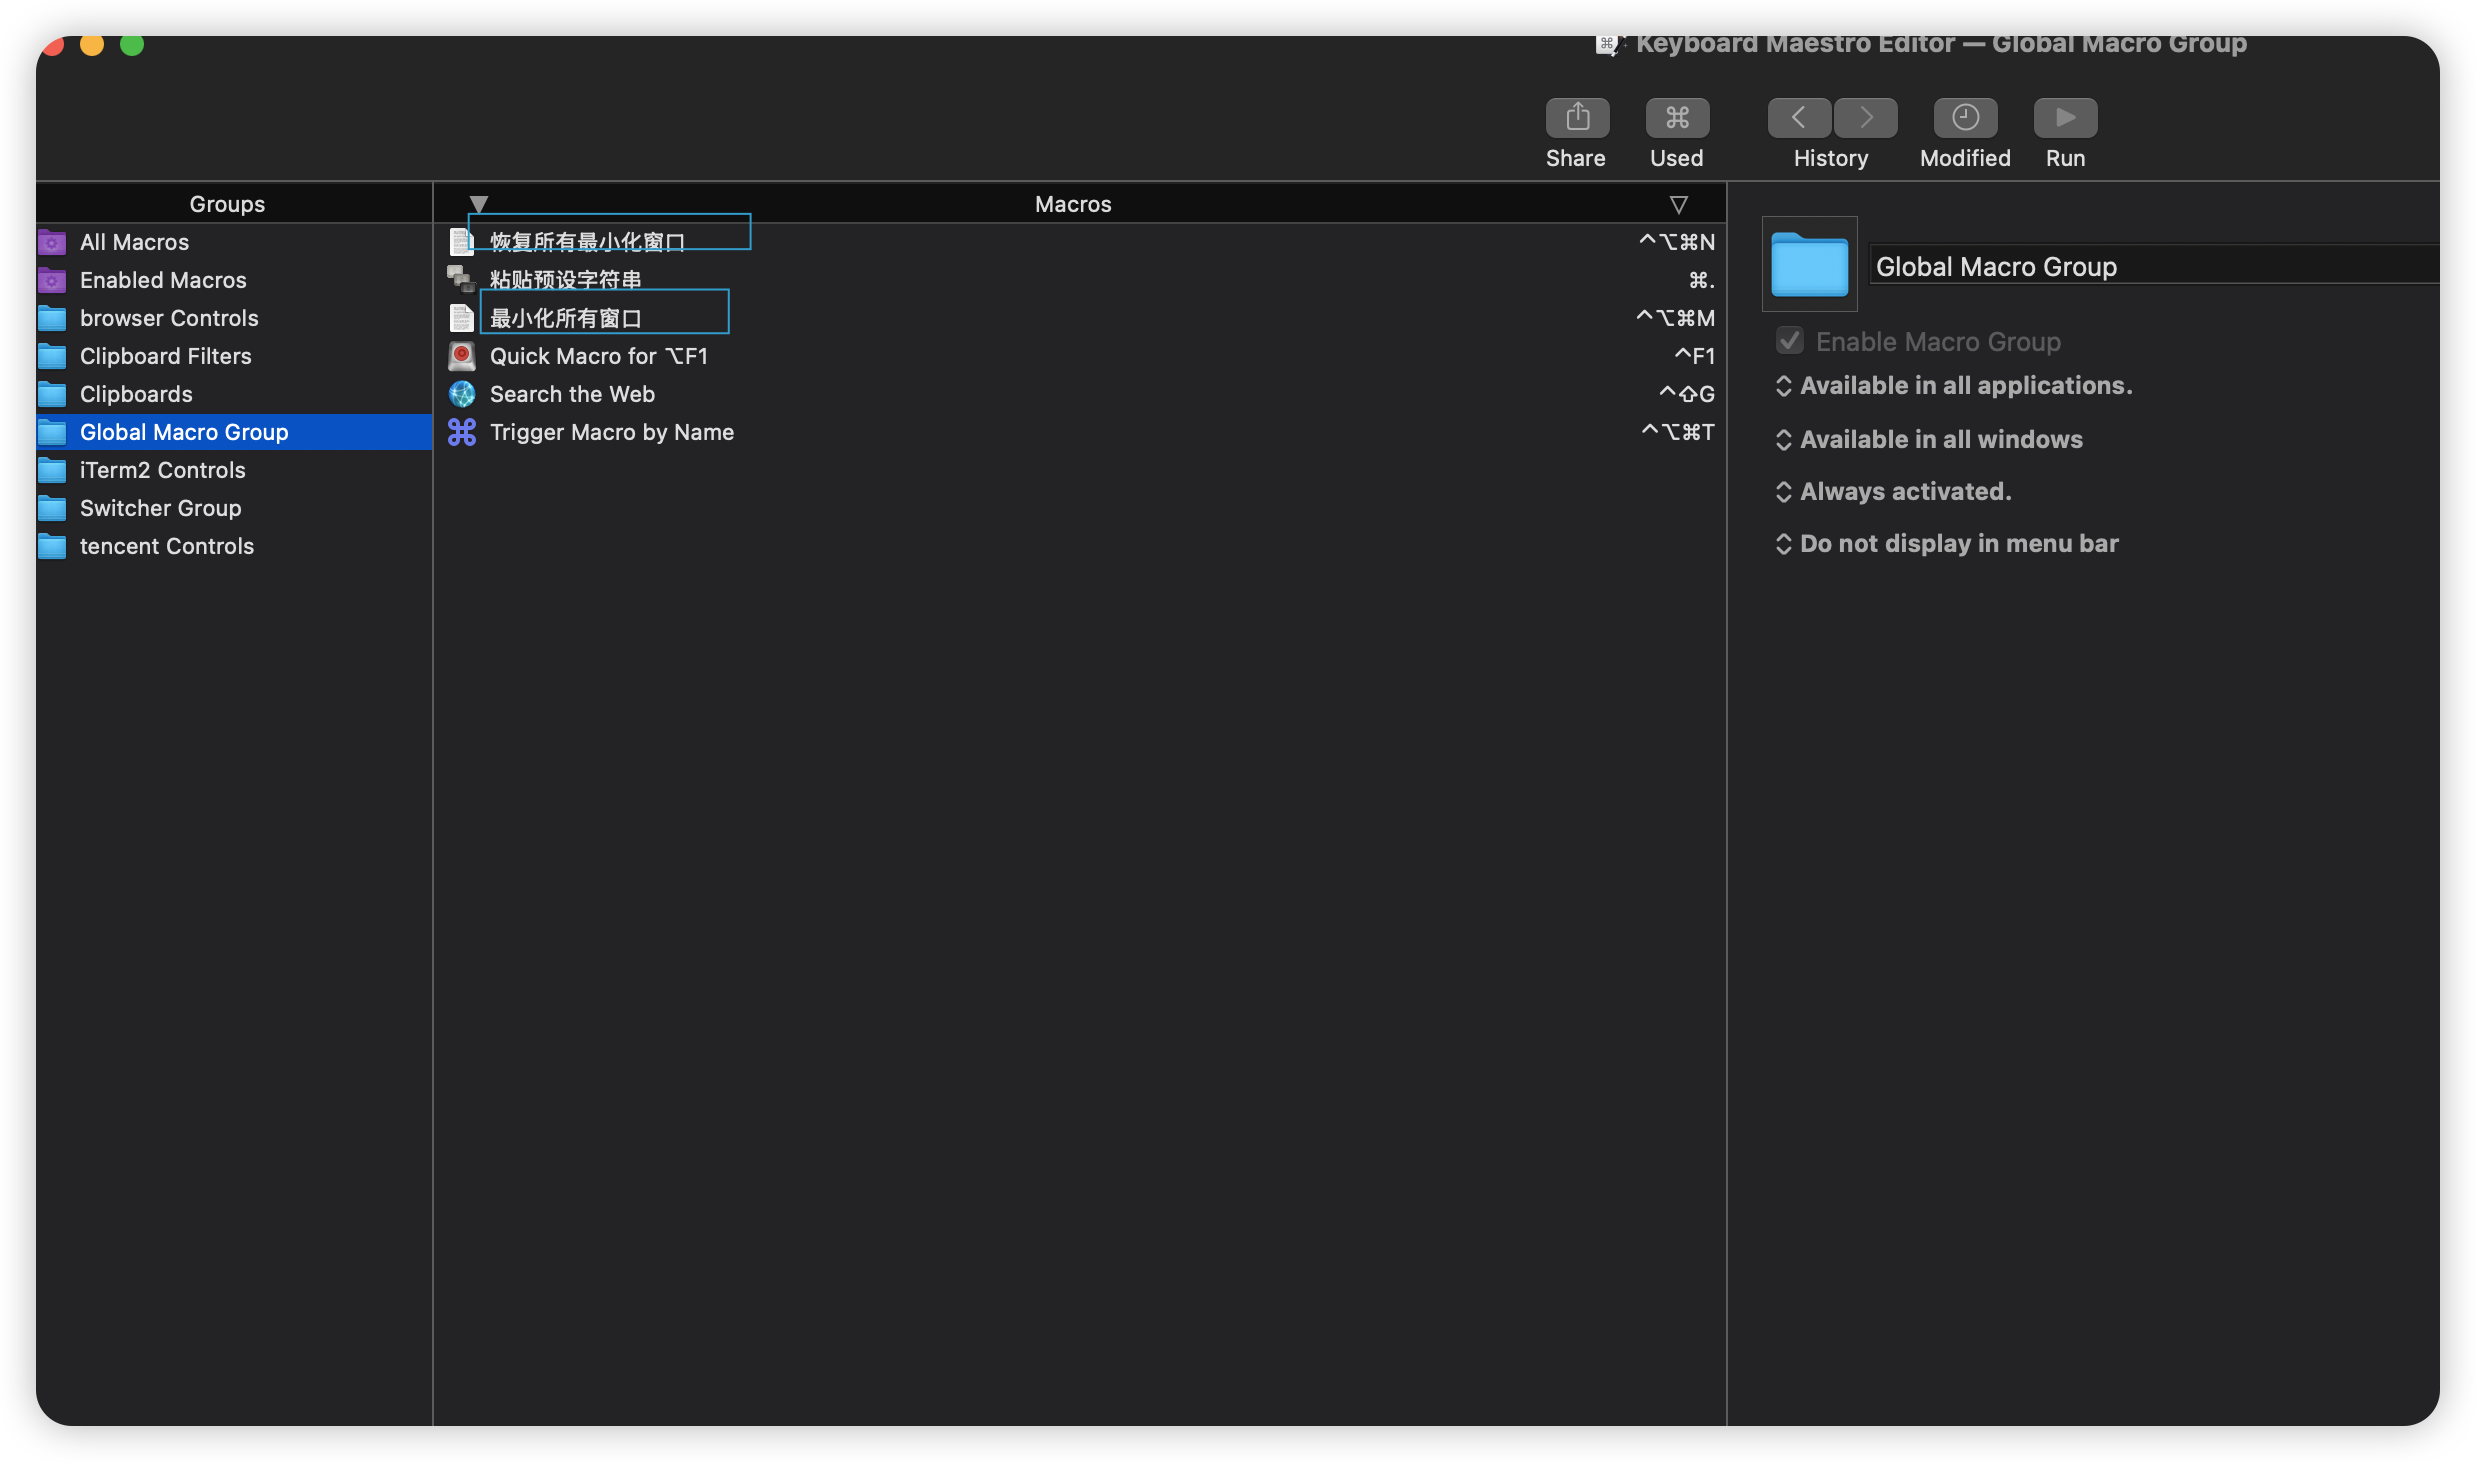 Keyboard Maestro Editor — Global Macro Group
Share
Used
History
Modified
Run
Groups
Macros
All Macros
Enabled Macros
browser Controls
Clipboard Filters
Clipboards
Global Macro Group
iTerm2 Controls
Switcher Group
tencent Controls
恢复所有最小化窗口 ^⌥⌘N
粘贴预设字符串 ⌘.
最小化所有窗口 ^⌥⌘M
Quick Macro for ⌥F1 ^F1
Search the Web ^⇧G
Trigger Macro by Name ^⌥⌘T
Global Macro Group
Enable Macro Group
Available in all applications.
Available in all windows
Always activated.
Do not display in menu bar